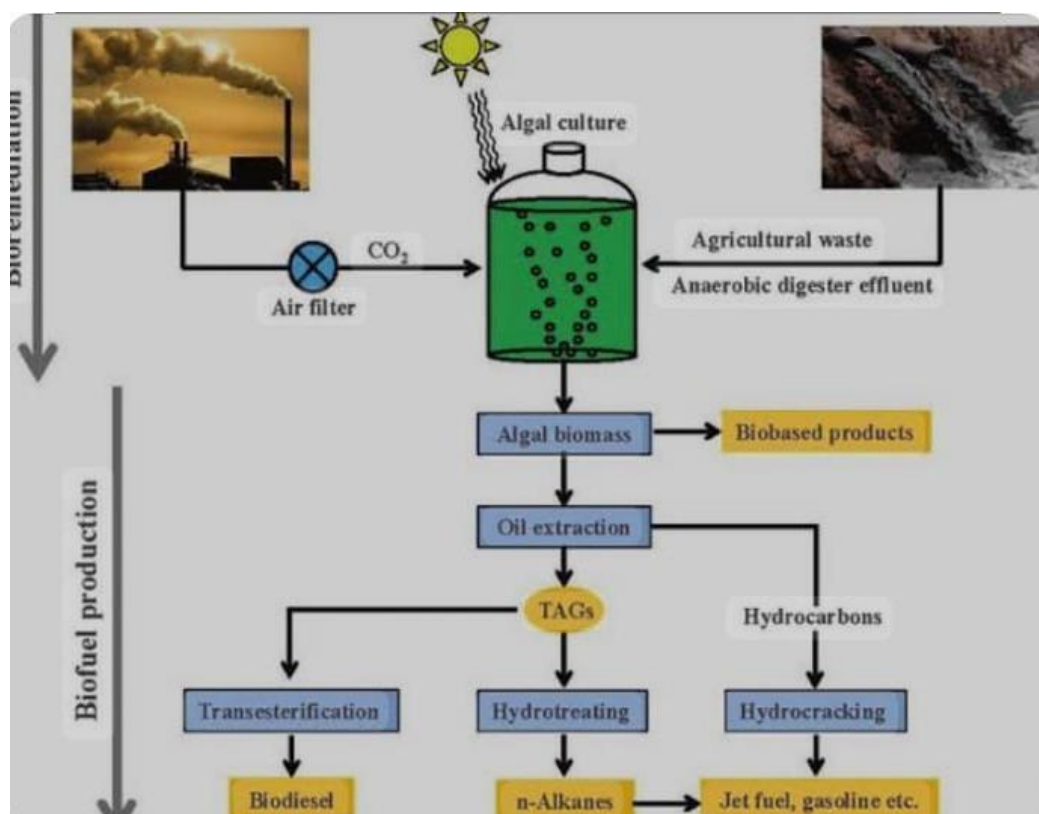 Bioremediation
Algal culture
CO₂
Air filter
Agricultural waste
Anaerobic digester effluent
Algal biomass
Biobased products
Oil extraction
TAGs
Hydrocarbons
Biofuel production
Transesterification
Hydrotreating
Hydrocracking
Biodiesel
n-Alkanes
Jet fuel, gasoline etc.